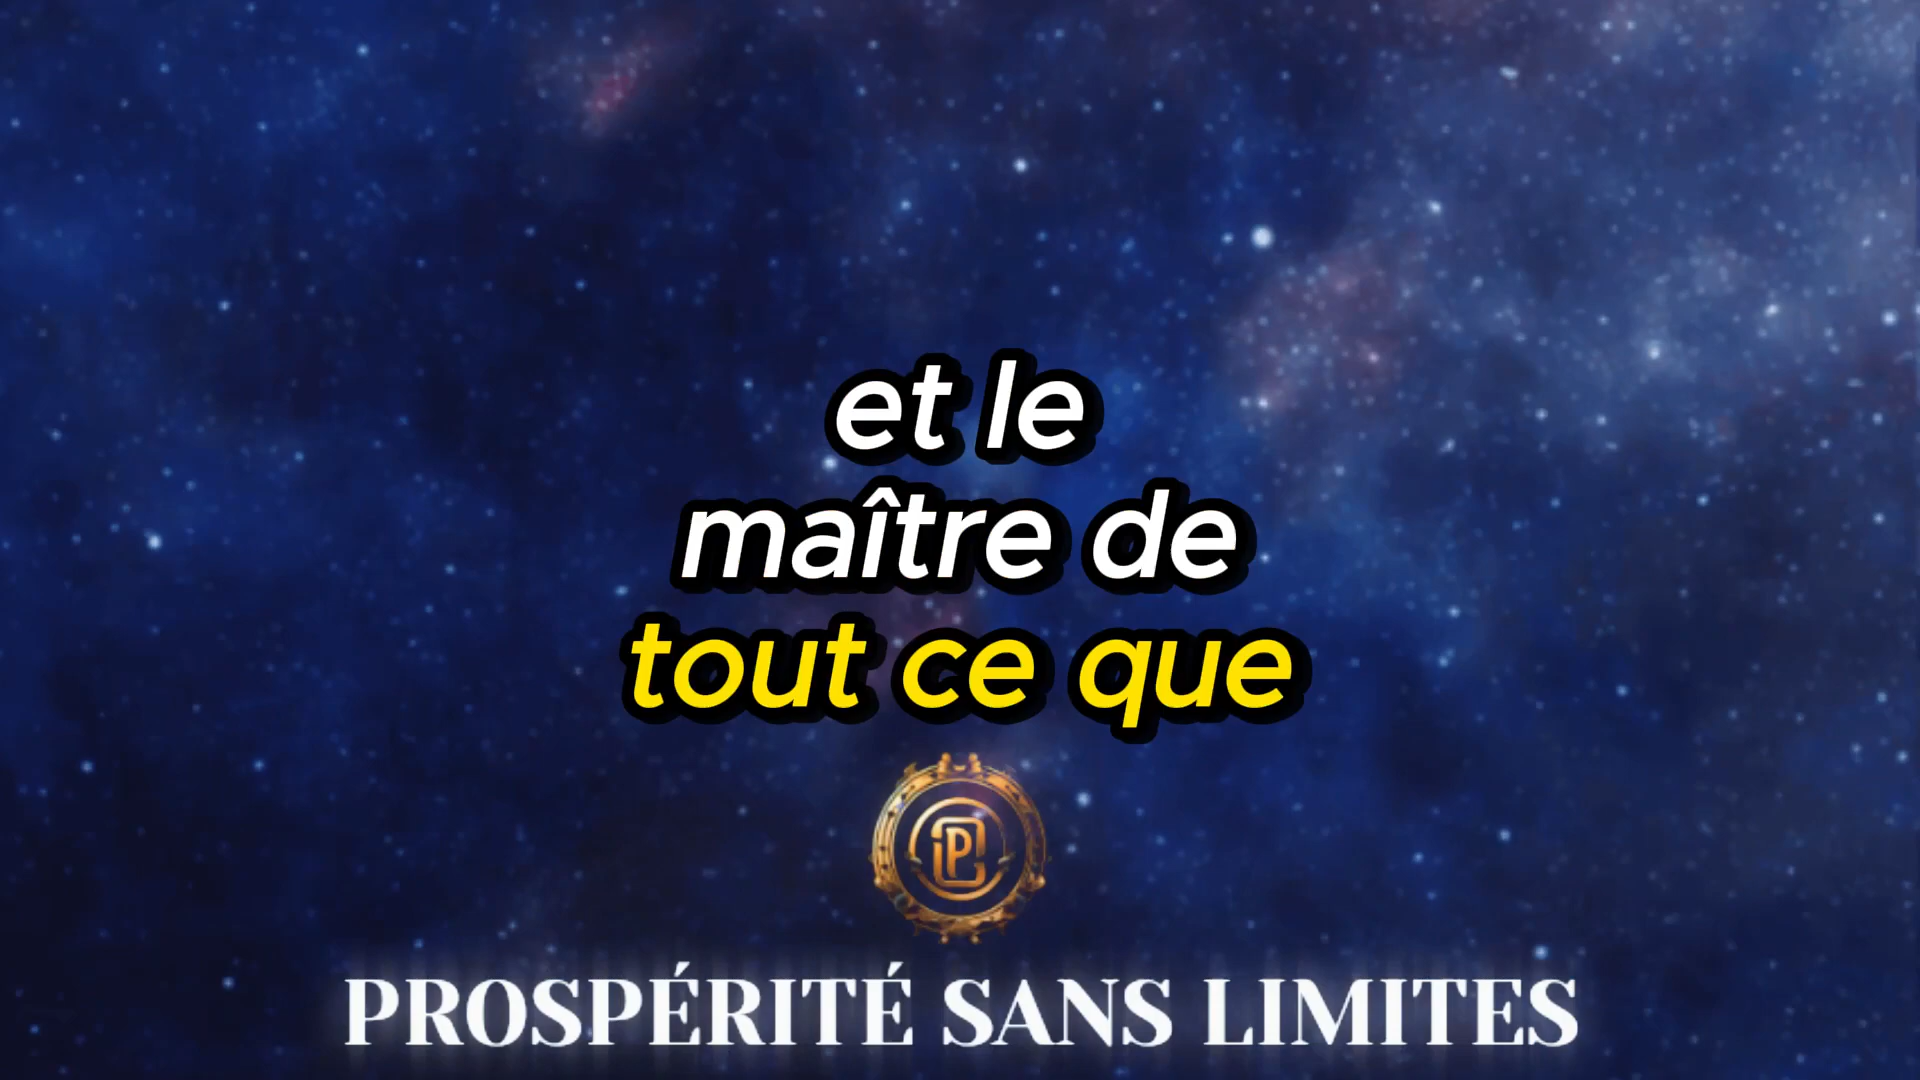 et le
maître de
tout ce que
P
PROSPÉRITÉ SANS LIMITES